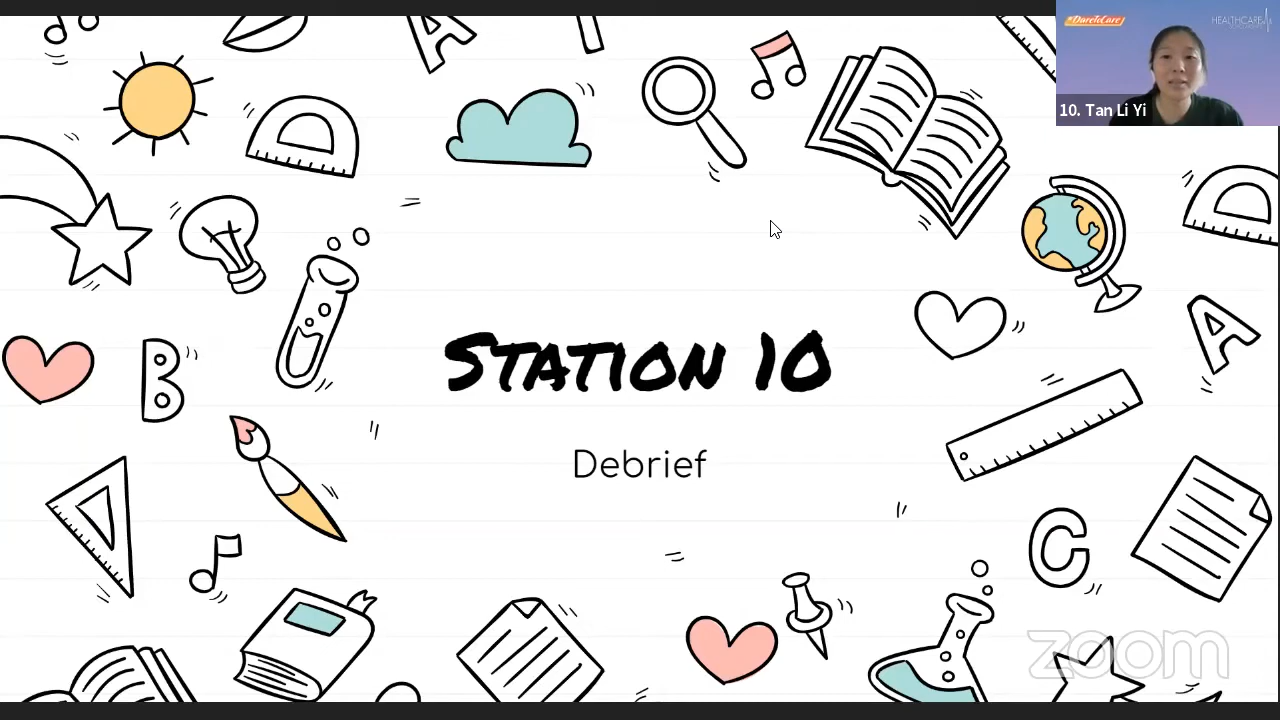 #DaretoCare
HEALTHCARE
10. Tan Li Yi
A
A
B
STATION 10
Debrief
C
zoom